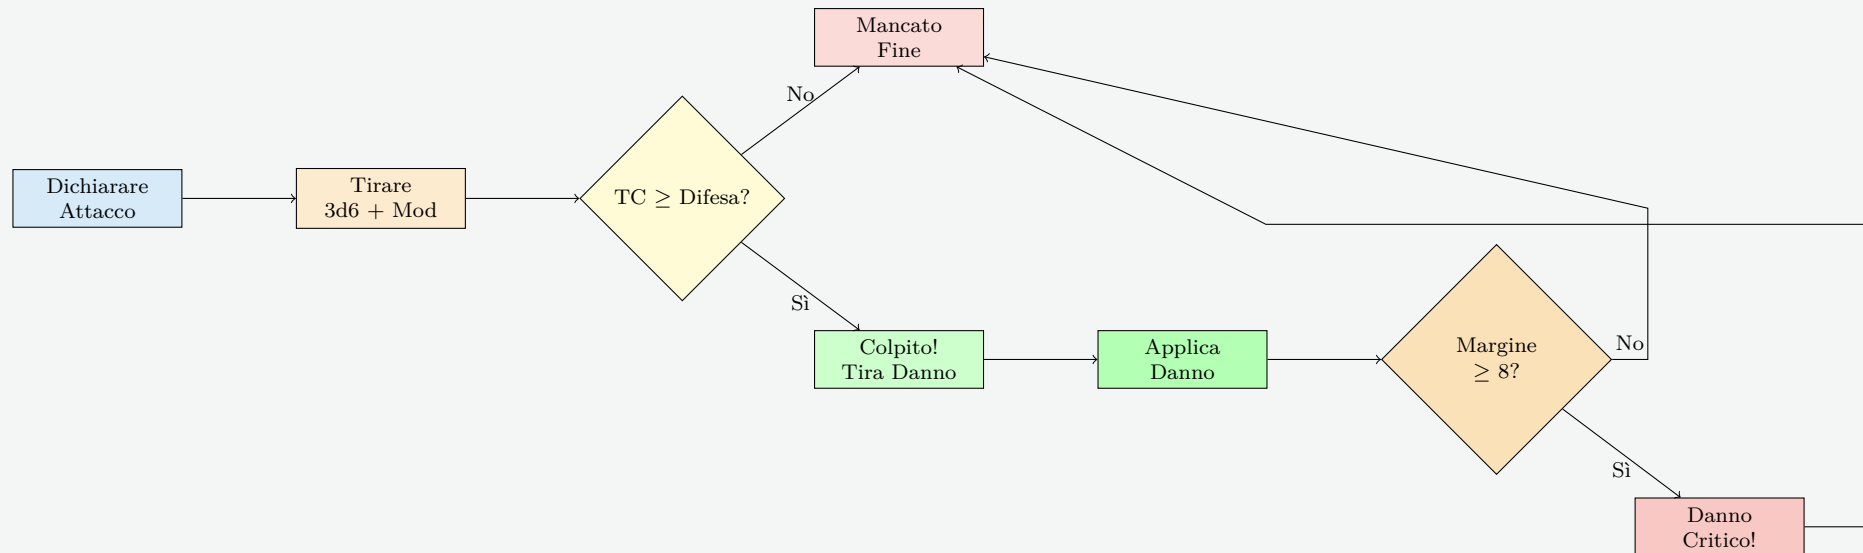 Mancato
Fine
No
Dichiarare
Attacco
Tirare
3d6 + Mod
TC ≥ Difesa?
Sì
Colpito!
Tira Danno
Applica
Danno
Margine
≥ 8?
No
Sì
Danno
Critico!